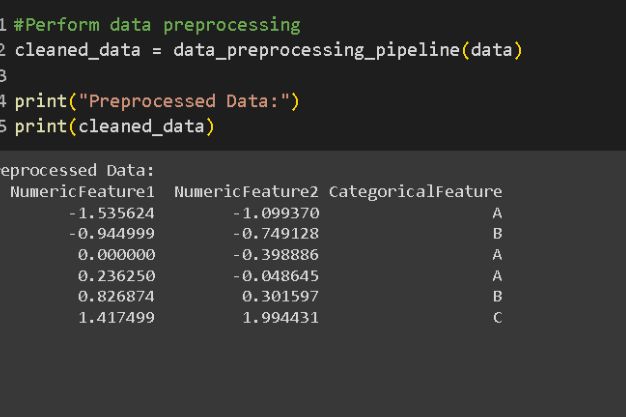 1 #Perform data preprocessing
2 cleaned_data = data_preprocessing_pipeline(data)
3
4 print("Preprocessed Data:")
5 print(cleaned_data)
eprocessed Data:
NumericFeature1 NumericFeature2 CategoricalFeature
-1.535624 -1.099370 A
-0.944999 -0.749128 B
0.000000 -0.398886 A
0.236250 -0.048645 A
0.826874 0.301597 B
1.417499 1.994431 C